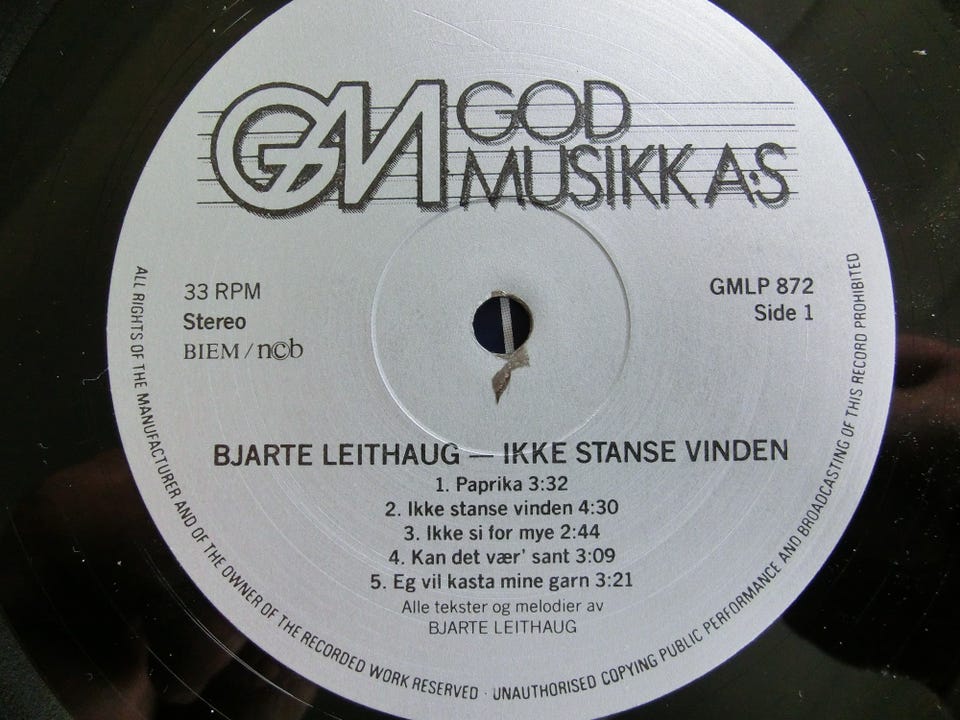 GM GOD
MUSIKK A·S
33 RPM
Stereo
BIEM / n©b
GMLP 872
Side 1
BJARTE LEITHAUG — IKKE STANSE VINDEN
1. Paprika 3:32
2. Ikke stanse vinden 4:30
3. Ikke si for mye 2:44
4. Kan det vær' sant 3:09
5. Eg vil kasta mine garn 3:21
Alle tekster og melodier av
BJARTE LEITHAUG
ALL RIGHTS OF THE MANUFACTURER AND OF THE OWNER OF THE RECORDED WORK RESERVED · UNAUTHORISED COPYING PUBLIC PERFORMANCE AND BROADCASTING OF THIS RECORD PROHIBITED